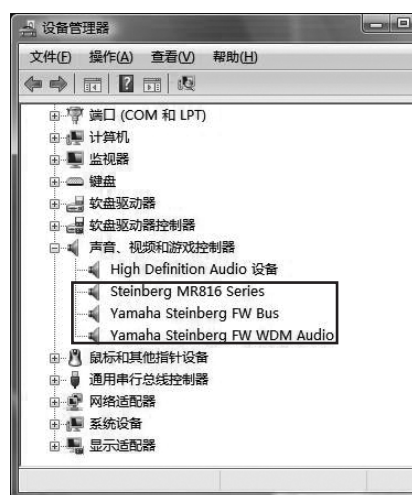 设备管理器
文件(F) 操作(A) 查看(V) 帮助(H)
端口 (COM 和 LPT)
计算机
监视器
键盘
软盘驱动器
软盘驱动器控制器
声音、视频和游戏控制器
High Definition Audio 设备
Steinberg MR816 Series
Yamaha Steinberg FW Bus
Yamaha Steinberg FW WDM Audio
鼠标和其他指针设备
通用串行总线控制器
网络适配器
系统设备
显示适配器